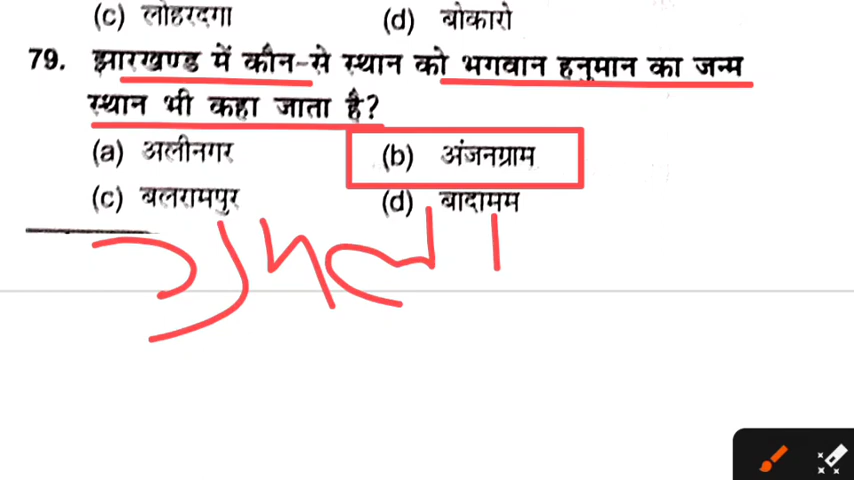 (c) लोहरदगा (d) बोकारो
79. झारखण्ड में कौन-से स्थान को भगवान हनुमान का जन्म
स्थान भी कहा जाता है?
(a) अलीनगर (b) अंजनग्राम
(c) बलरामपुर (d) बादामम